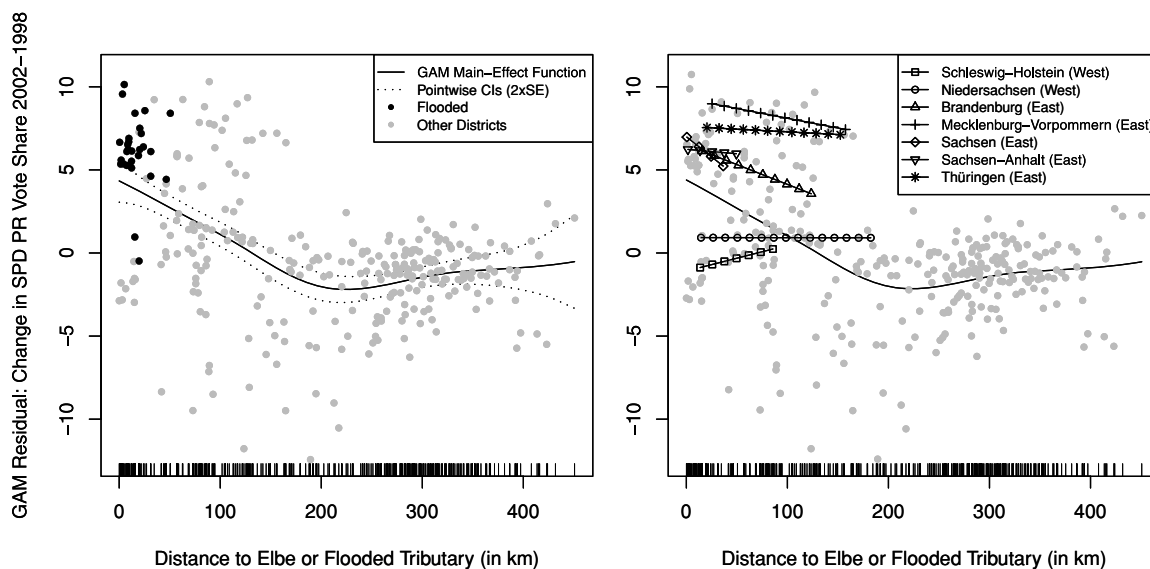 GAM Residual: Change in SPD PR Vote Share 2002−1998
10
5
0
−5
−10
GAM Main−Effect Function
Pointwise CIs (2xSE)
Flooded
Other Districts
0
100
200
300
400
Distance to Elbe or Flooded Tributary (in km)
10
5
0
−5
−10
Schleswig−Holstein (West)
Niedersachsen (West)
Brandenburg (East)
Mecklenburg−Vorpommern (East)
Sachsen (East)
Sachsen−Anhalt (East)
Thüringen (East)
0
100
200
300
400
Distance to Elbe or Flooded Tributary (in km)